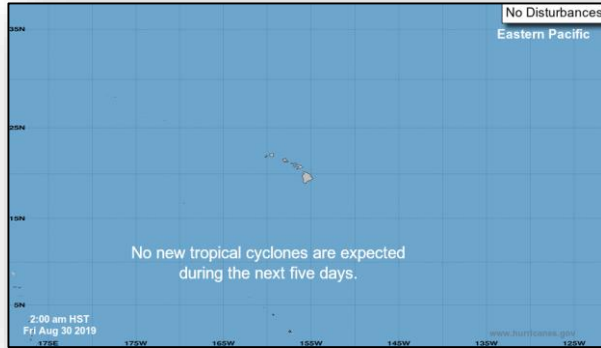 No Disturbances
Eastern Pacific
35N
25N
15N
5N
No new tropical cyclones are expected
during the next five days.
2:00 am HST
Fri Aug 30 2019
www.hurricanes.gov
175E
175W
165W
155W
145W
135W
125W